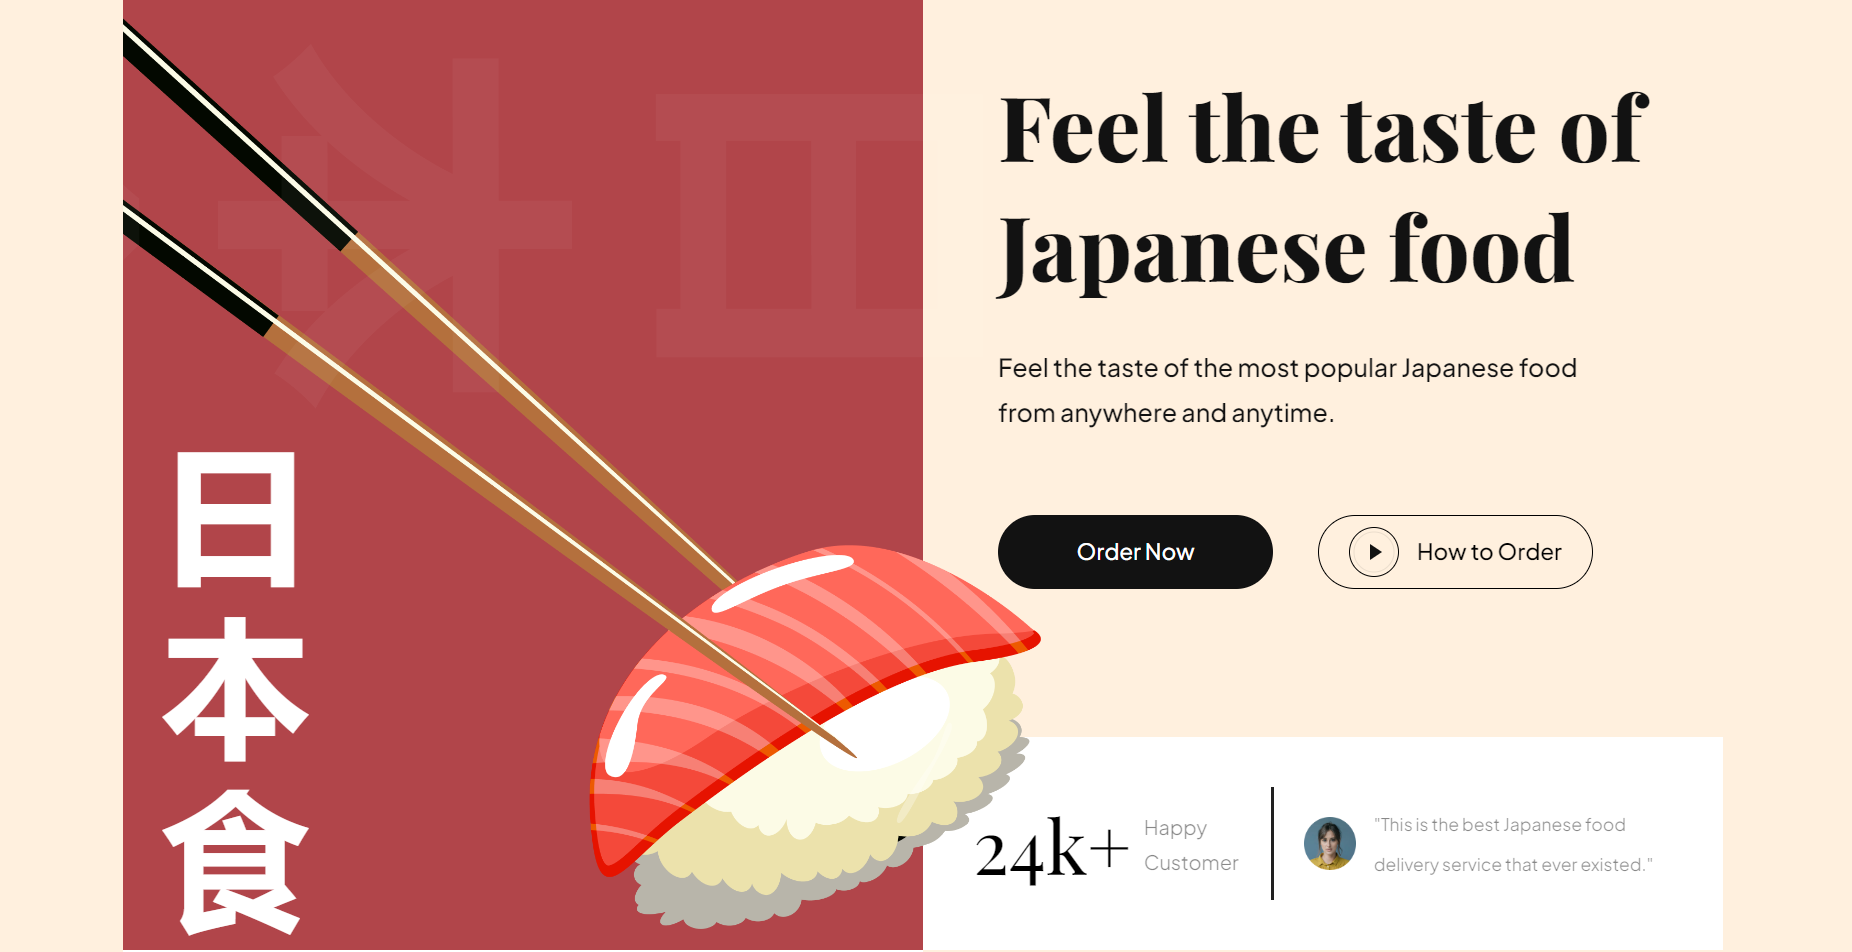 日
本
食
Feel the taste of
Japanese food
Feel the taste of the most popular Japanese food
from anywhere and anytime.
Order Now
How to Order
24k+
Happy
Customer
"This is the best Japanese food
delivery service that ever existed."